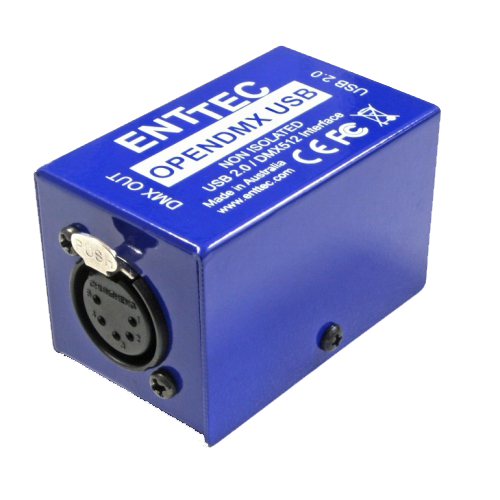 USB 2.0
ENTTEC
OPENDMX USB
NON ISOLATED
USB 2.0 / DMX512 Interface
Made in Australia
www.enttec.com
CE FC
DMX OUT
PUSH